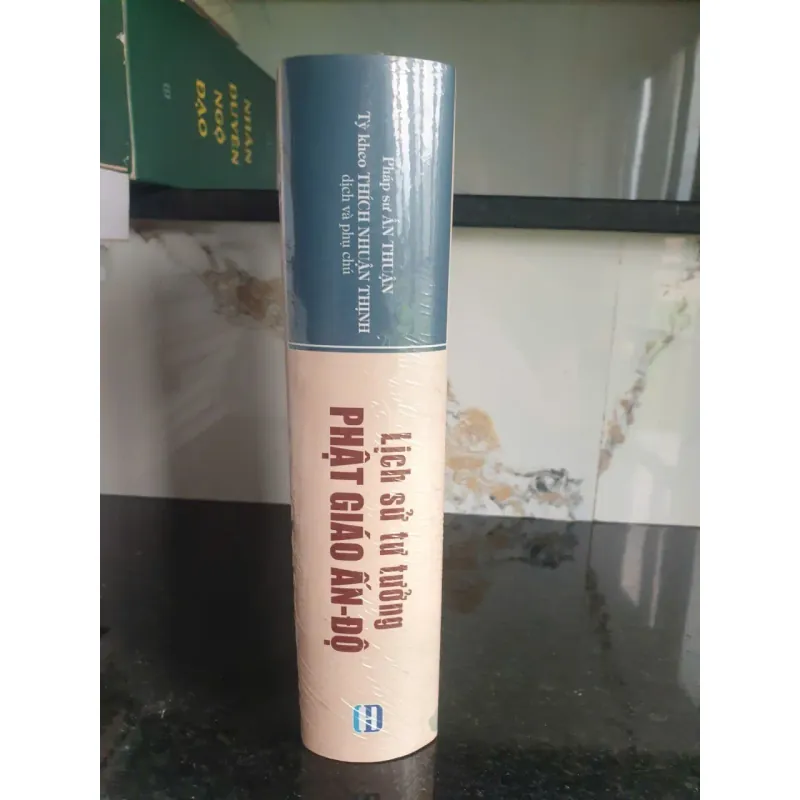 Pháp sư ẤN THUẬN
Tỳ kheo THÍCH NHUẬN THỊNH
dịch và phụ chú
Lịch sử tư tưởng
PHẬT GIÁO ẤN-ĐỘ
NHÂN
DUYÊN
NGỘ
ĐẠO